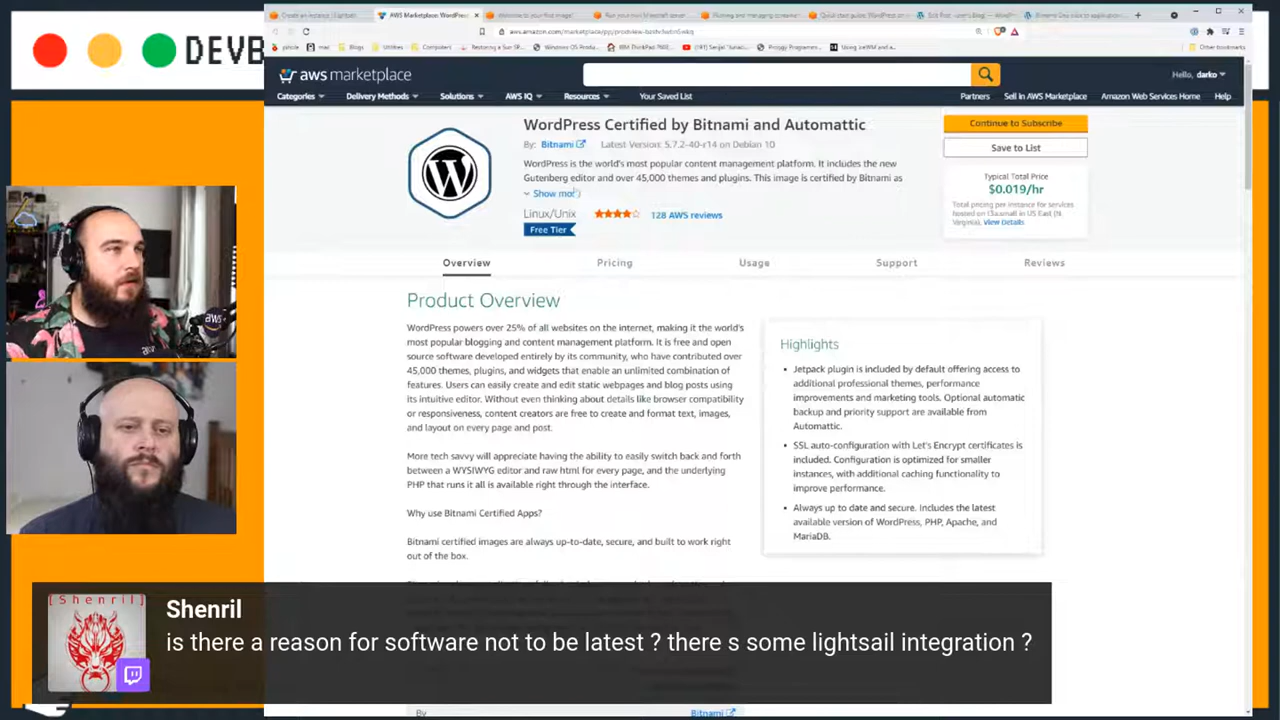 DEVB
aws marketplace
Hello, darko
Categories
Delivery Methods
Solutions
AWS IQ
Resources
Your Saved List
Partners
Sell in AWS Marketplace
Amazon Web Services Home
Help
WordPress Certified by Bitnami and Automattic
By: Bitnami
Latest Version: 5.7.2-40-r14 on Debian 10
WordPress is the world's most popular content management platform. It includes the new
Gutenberg editor and over 45,000 themes and plugins. This image is certified by Bitnami as
Show more
Linux/Unix
128 AWS reviews
Free Tier
Continue to Subscribe
Save to List
Typical Total Price
$0.019/hr
Total pricing per instance for services
hosted on t3a.small in US East (N.
Virginia). View Details
Overview
Pricing
Usage
Support
Reviews
Product Overview
WordPress powers over 25% of all websites on the internet, making it the world's
most popular blogging and content management platform. It is free and open
source software developed entirely by its community, who have contributed over
45,000 themes, plugins, and widgets that enable an unlimited combination of
features. Users can easily create and edit static webpages and blog posts using
its intuitive editor. Without even thinking about details like browser compatibility
or responsiveness, content creators are free to create and format text, images,
and layout on every page and post.
More tech savvy will appreciate having the ability to easily switch back and forth
between a WYSIWYG editor and raw html for every page, and the underlying
PHP that runs it all is available right through the interface.
Why use Bitnami Certified Apps?
Bitnami certified images are always up-to-date, secure, and built to work right
out of the box.
Highlights
Jetpack plugin is included by default offering access to
additional professional themes, performance
improvements and marketing tools. Optional automatic
backup and priority support are available from
Automattic.
SSL auto-configuration with Let's Encrypt certificates is
included. Configuration is optimized for smaller
instances, with additional caching functionality to
improve performance.
Always up to date and secure. Includes the latest
available version of WordPress, PHP, Apache, and
MariaDB.
[Shenril]
Shenril
is there a reason for software not to be latest ? there s some lightsail integration ?
By
Bitnami